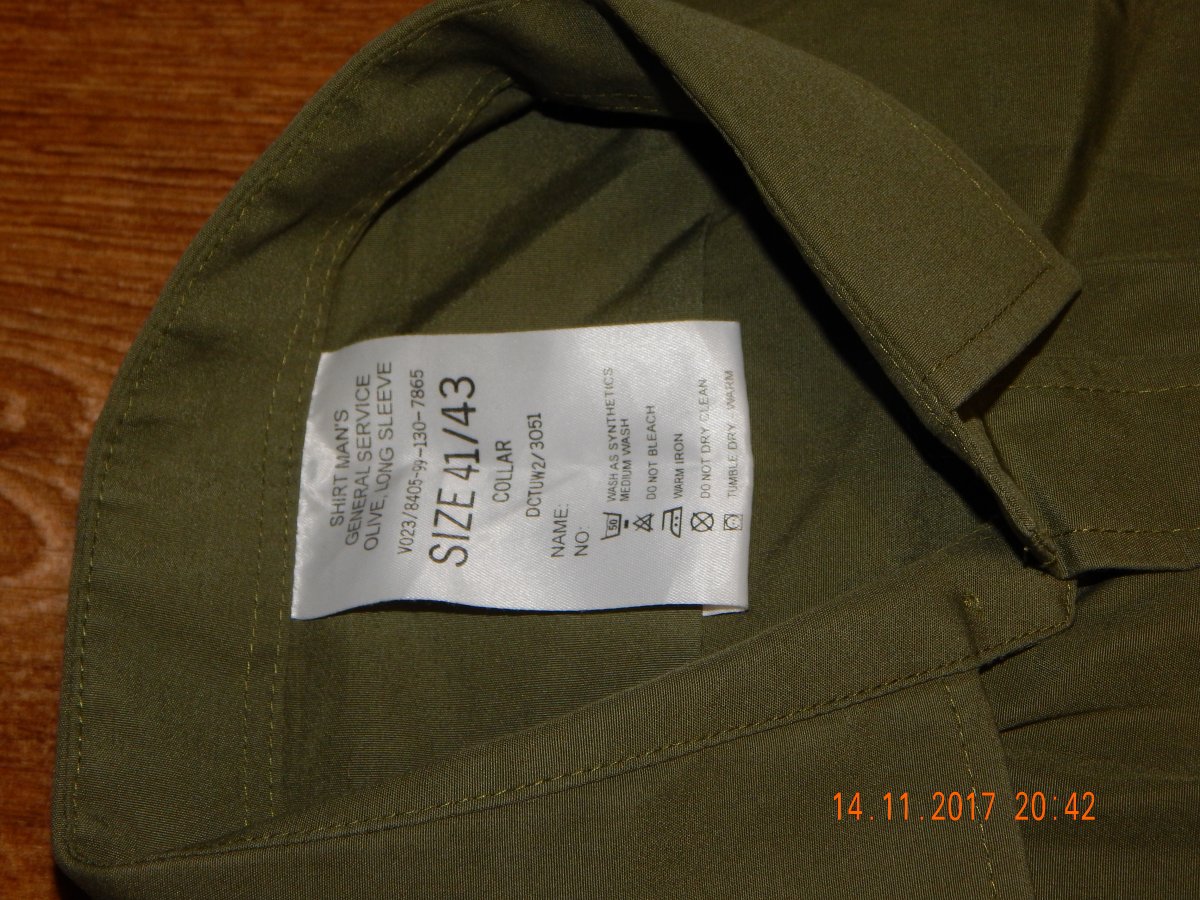 SHIRT MAN'S
GENERAL SERVICE
OLIVE, LONG SLEEVE
V023/8405-99-130-7865
SIZE 41/43
COLLAR
DCTUW2/3051
NAME:
NO:
50 WASH AS SYNTHETICS
MEDIUM WASH
DO NOT BLEACH
WARM IRON
DO NOT DRY CLEAN
TUMBLE DRY - WARM
14.11.2017 20:42